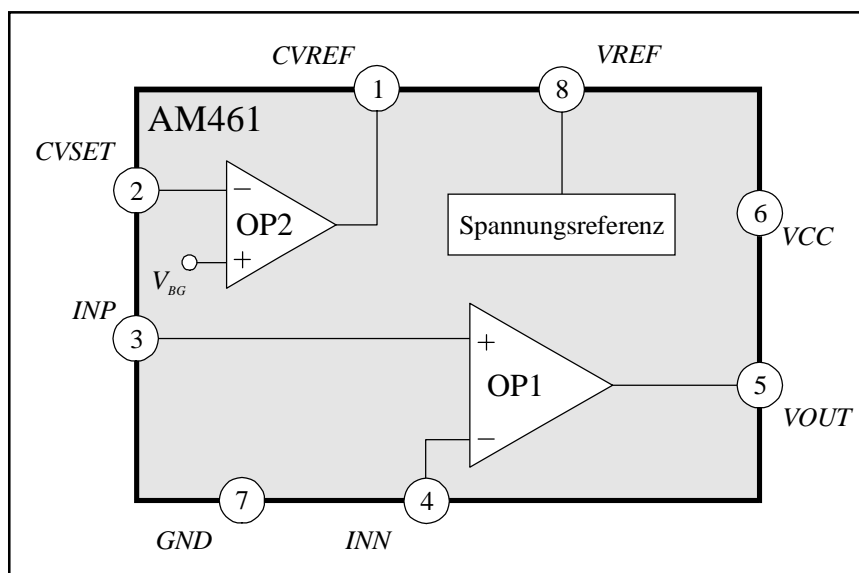 CVREF
VREF
1
8
AM461
CVSET
2
−
OP2
+
V_BG
Spannungsreferenz
6
VCC
INP
3
+
OP1
−
5
VOUT
7
4
GND
INN